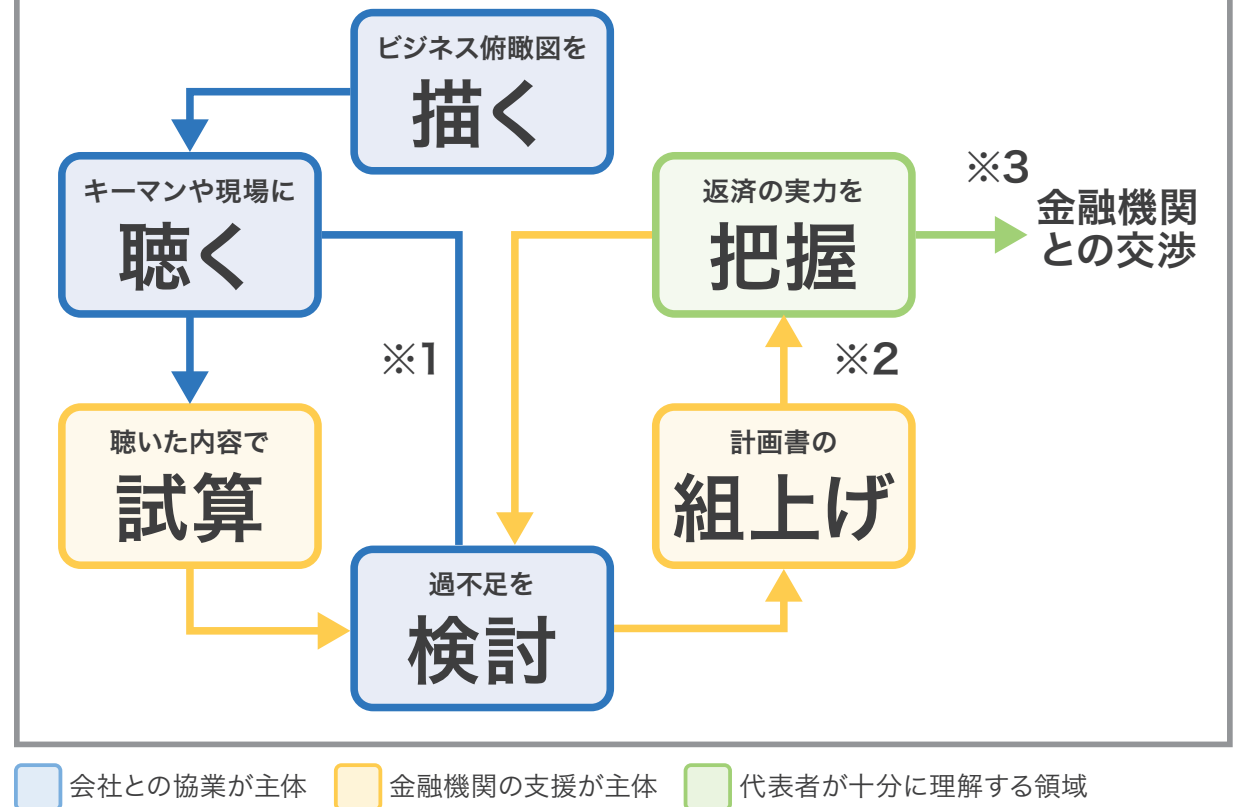 ビジネス俯瞰図を
描く
キーマンや現場に
聴く
返済の実力を
把握
※3
金融機関
との交渉
※1
※2
聴いた内容で
試算
計画書の
組上げ
過不足を
検討
会社との協業が主体
金融機関の支援が主体
代表者が十分に理解する領域